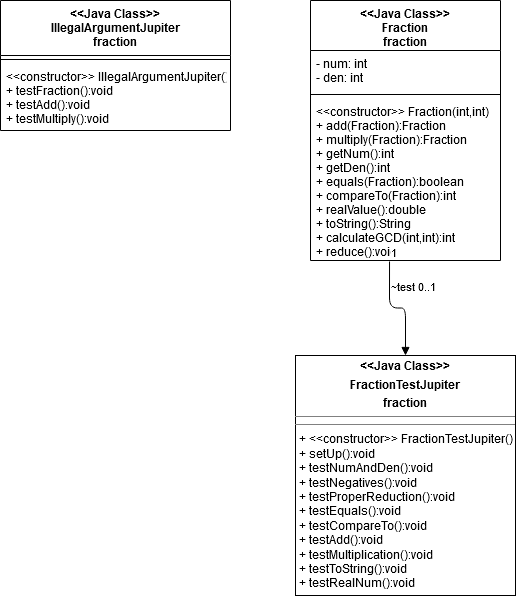 <<Java Class>>
IllegalArgumentJupiter
fraction
<<constructor>> IllegalArgumentJupiter(
+ testFraction():void
+ testAdd():void
+ testMultiply():void
<<Java Class>>
Fraction
fraction
- num: int
- den: int
<<constructor>> Fraction(int,int)
+ add(Fraction):Fraction
+ multiply(Fraction):Fraction
+ getNum():int
+ getDen():int
+ equals(Fraction):boolean
+ compareTo(Fraction):int
+ realValue():double
+ toString():String
+ calculateGCD(int,int):int
+ reduce():voi
1
~test 0..1
<<Java Class>>
FractionTestJupiter
fraction
+ <<constructor>> FractionTestJupiter()
+ setUp():void
+ testNumAndDen():void
+ testNegatives():void
+ testProperReduction():void
+ testEquals():void
+ testCompareTo():void
+ testAdd():void
+ testMultiplication():void
+ testToString():void
+ testRealNum():void